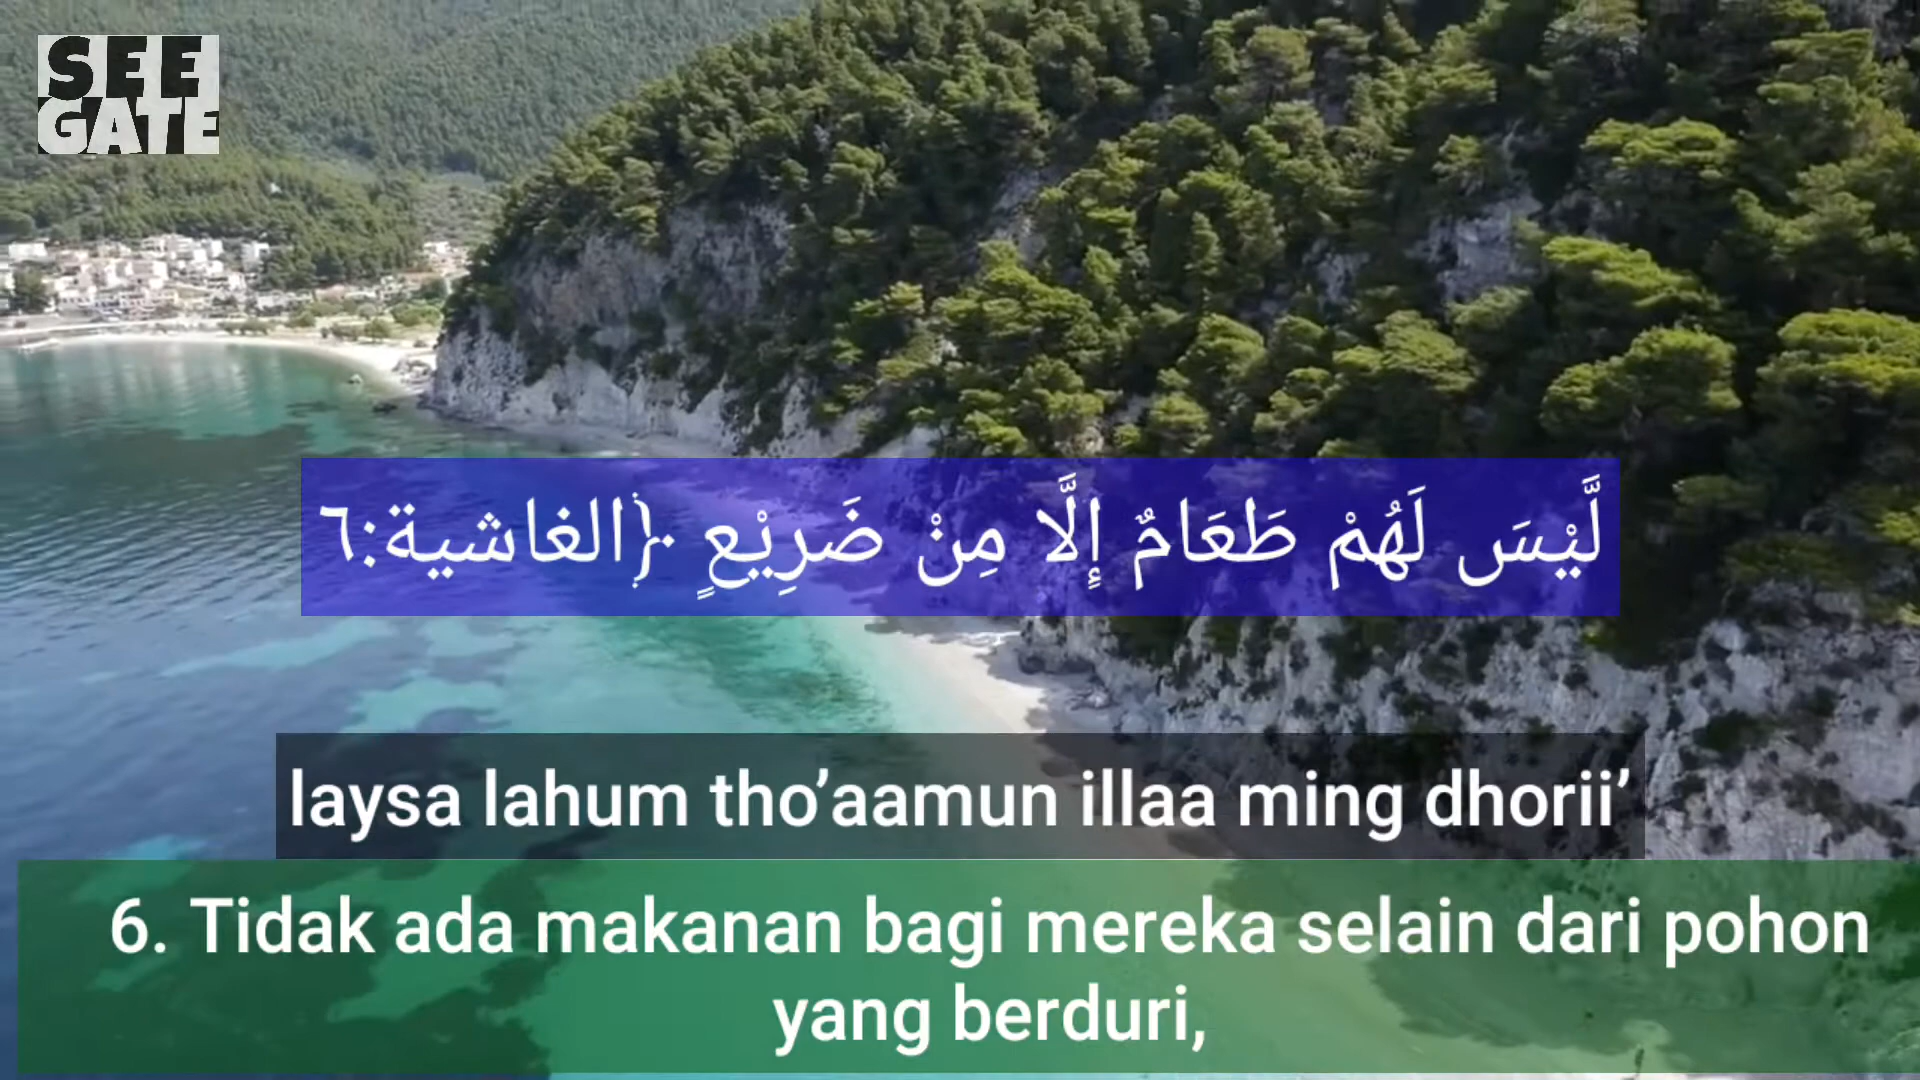 SEE
GATE
لَّيْسَ لَهُمْ طَعَامٌ إِلَّا مِنْ ضَرِيْعٍ ﴿الغاشية:٦
laysa lahum tho’aamun illaa ming dhorii’
6. Tidak ada makanan bagi mereka selain dari pohon
yang berduri,